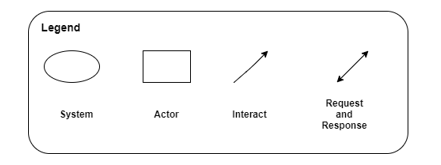 Legend
System
Actor
Interact
Request
and
Response